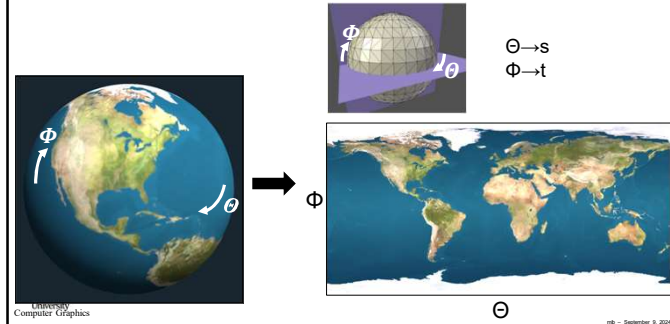 Φ
Θ
Θ→s
Φ→t
Φ
Θ
Φ
Θ
University
Computer Graphics
mb – September 9, 2024